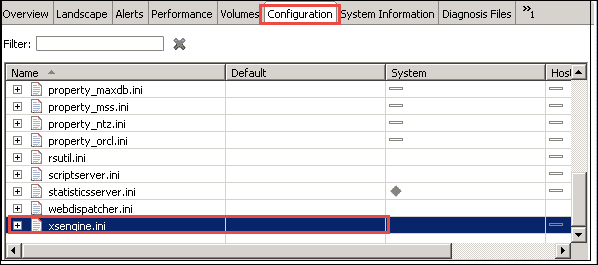 Overview Landscape Alerts Performance Volumes Configuration System Information Diagnosis Files »1
Filter:
Name Default System Host
property_maxdb.ini
property_mss.ini
property_ntz.ini
property_orcl.ini
rsutil.ini
scriptserver.ini
statisticsserver.ini
webdispatcher.ini
xsengine.ini